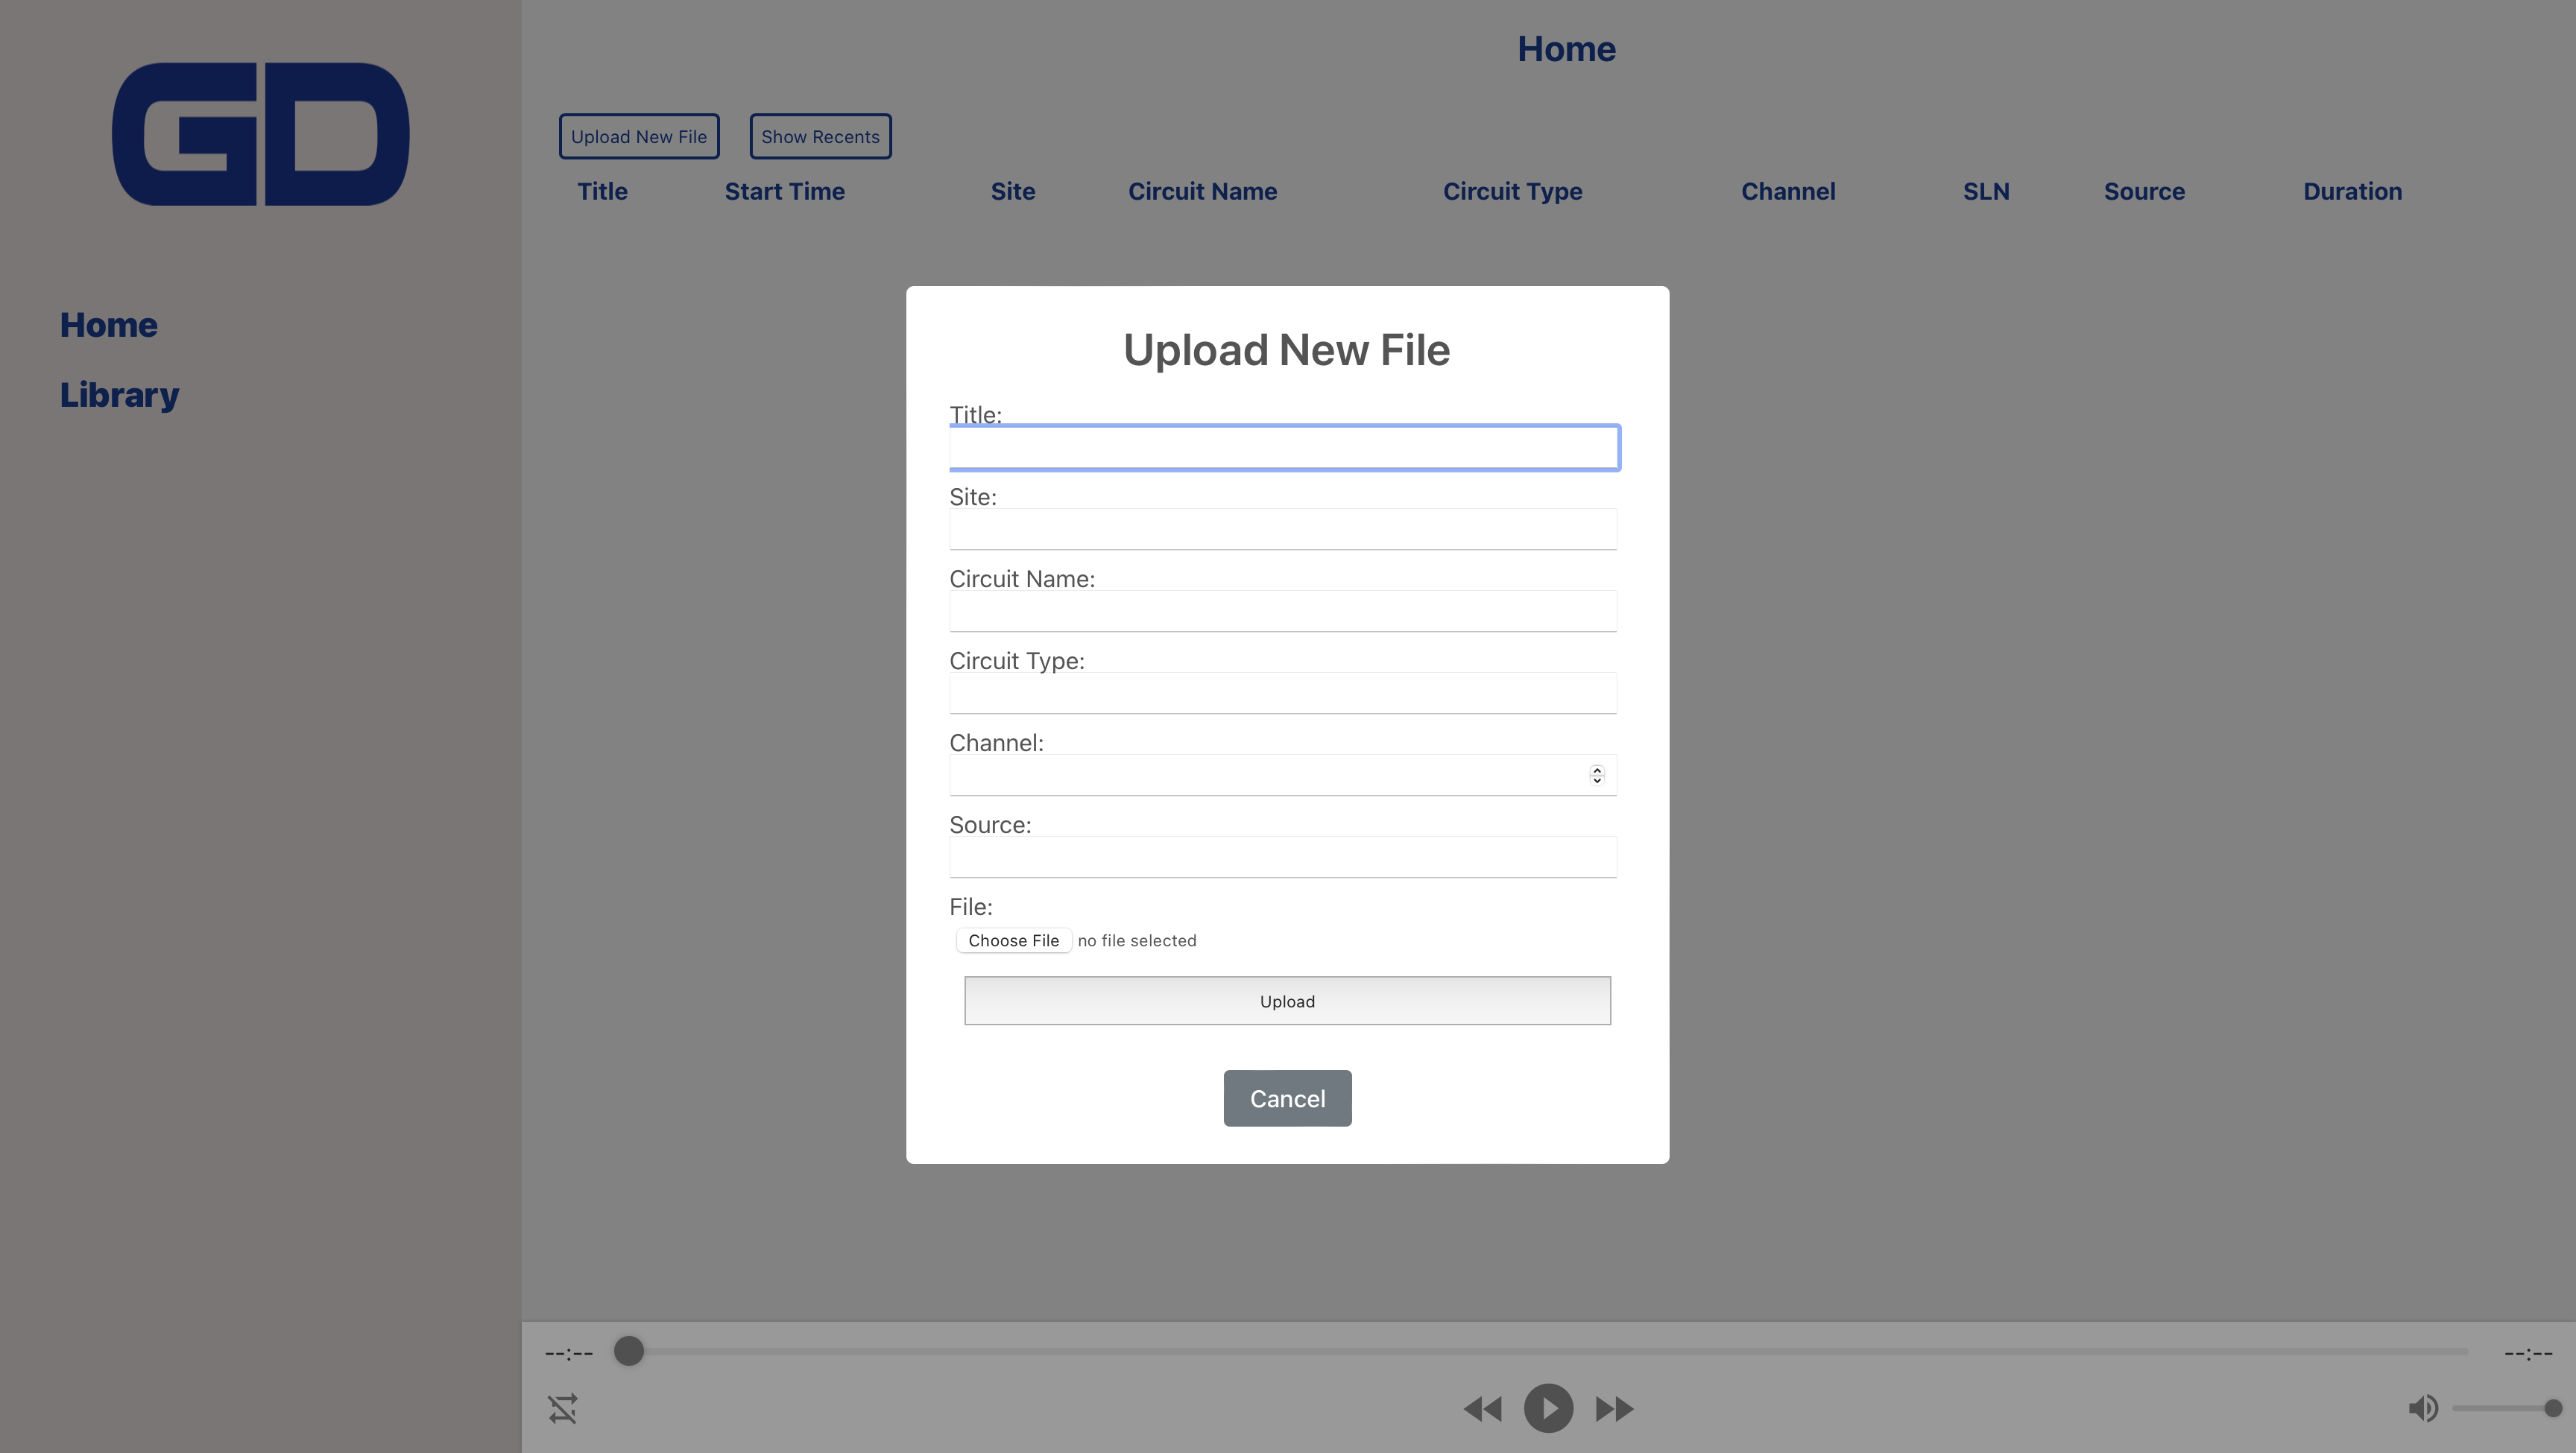 GD
Home
Library
Home
Upload New File Show Recents
Title Start Time Site Circuit Name Circuit Type Channel SLN Source Duration
Upload New File
Title:
Site:
Circuit Name:
Circuit Type:
Channel:
Source:
File:
Choose File no file selected
Upload
Cancel
--:-- --:--